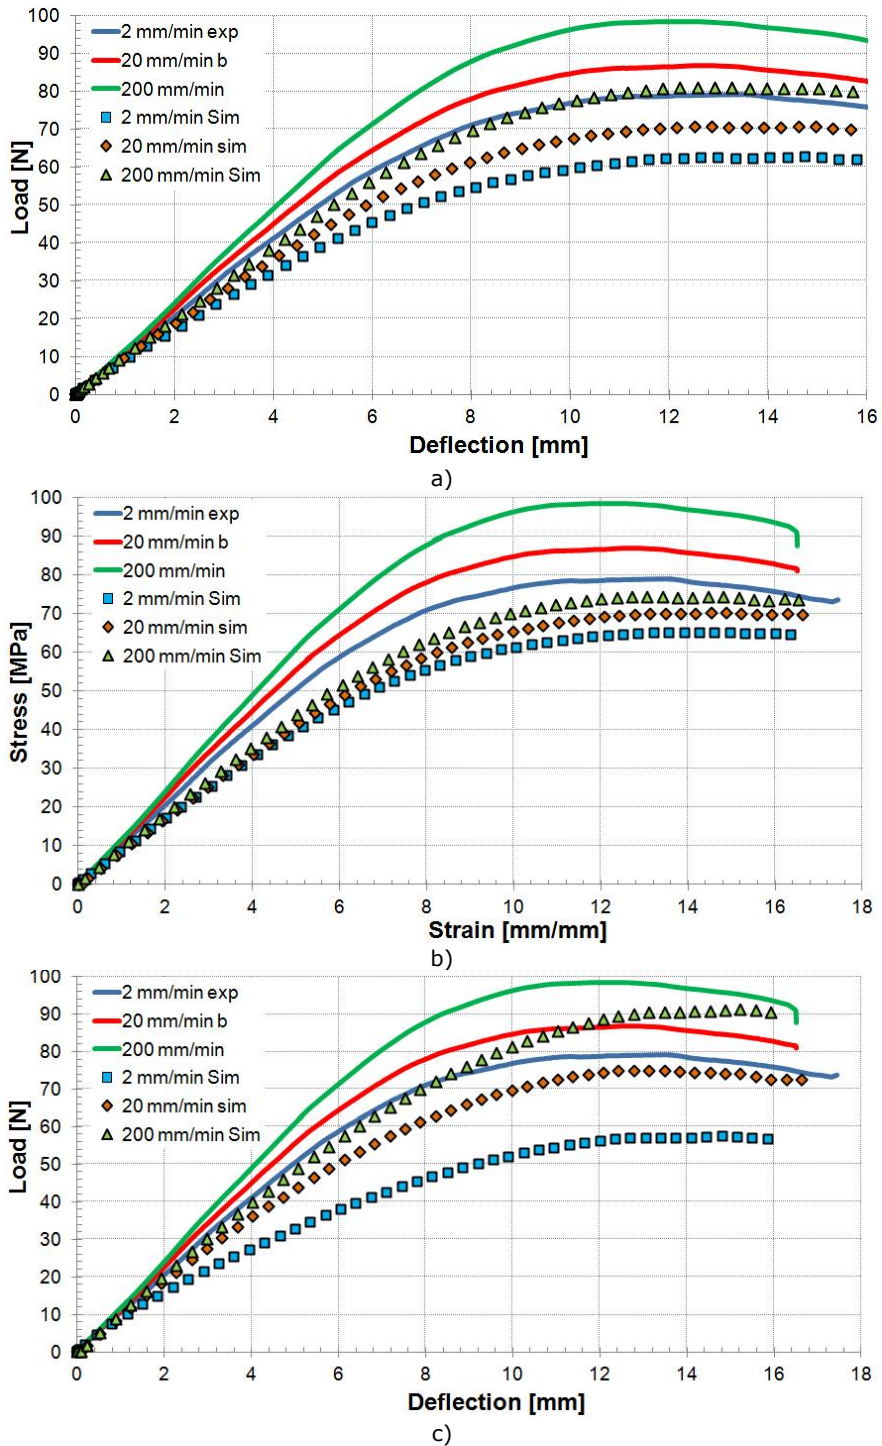 100
90
80
70
60
50
40
30
20
10
0
Load [N]
2 mm/min exp
20 mm/min b
200 mm/min
2 mm/min Sim
20 mm/min sim
200 mm/min Sim
0 2 4 6 8 10 12 14 16
Deflection [mm]
a)
100
90
80
70
60
50
40
30
20
10
0
Stress [MPa]
2 mm/min exp
20 mm/min b
200 mm/min
2 mm/min Sim
20 mm/min sim
200 mm/min Sim
0 2 4 6 8 10 12 14 16 18
Strain [mm/mm]
b)
100
90
80
70
60
50
40
30
20
10
0
Load [N]
2 mm/min exp
20 mm/min b
200 mm/min
2 mm/min Sim
20 mm/min sim
200 mm/min Sim
0 2 4 6 8 10 12 14 16 18
Deflection [mm]
c)